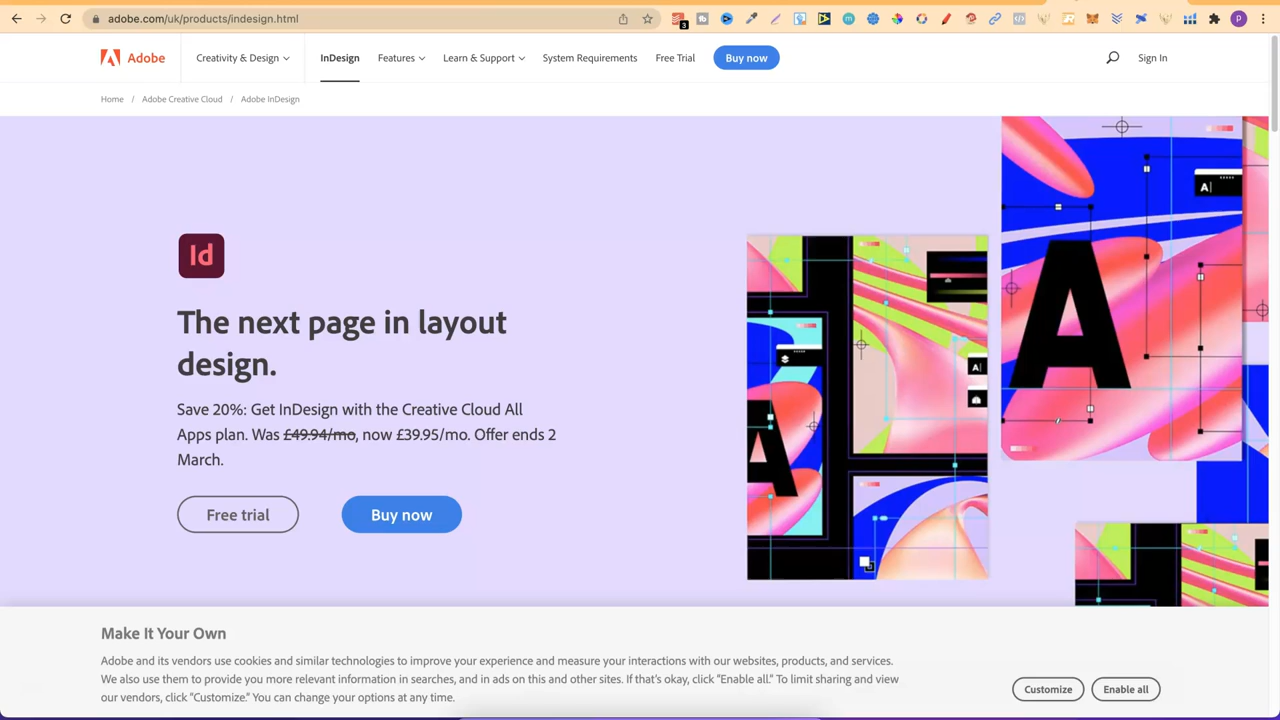 adobe.com/uk/products/indesign.html
3
P
Adobe
Creativity & Design
InDesign
Features
Learn & Support
System Requirements
Free Trial
Buy now
Sign In
Home / Adobe Creative Cloud / Adobe InDesign
Id
The next page in layout
design.
Save 20%: Get InDesign with the Creative Cloud All
Apps plan. Was £49.94/mo, now £39.95/mo. Offer ends 2
March.
Free trial
Buy now
A
A
A
A
Make It Your Own
Adobe and its vendors use cookies and similar technologies to improve your experience and measure your interactions with our websites, products, and services.
We also use them to provide you more relevant information in searches, and in ads on this and other sites. If that’s okay, click “Enable all.” To limit sharing and view
our vendors, click “Customize.” You can change your options at any time.
Customize
Enable all